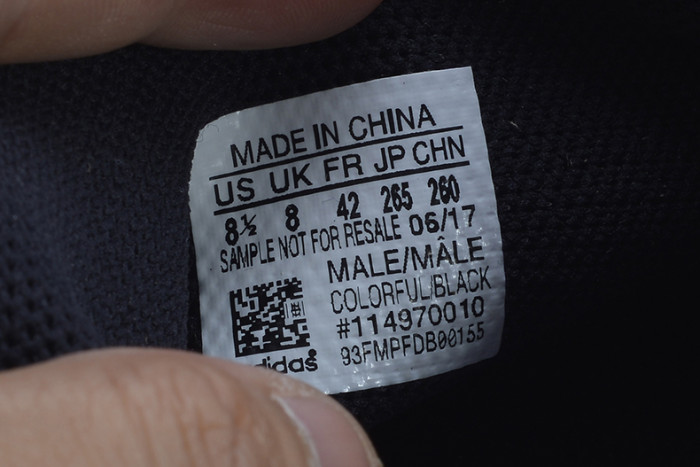 MADE IN CHINA
US UK FR JP CHN
8½ 8 42 265 260
SAMPLE NOT FOR RESALE 06/17
MALE/MÂLE
COLORFUL/BLACK
#114970010
93FMPFDB00155
adidas